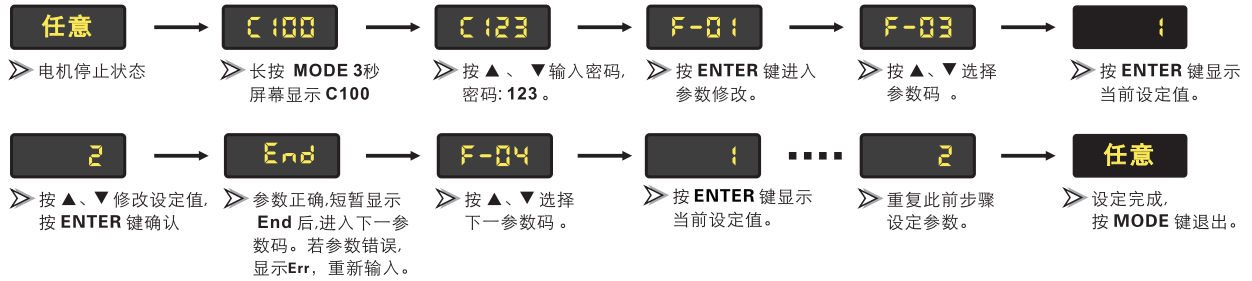 任意 C100 C123 F-01 F-03 1
电机停止状态
长按 MODE 3秒
屏幕显示 C100
按▲、▼输入密码,
密码: 123 。
按 ENTER 键进入
参数修改。
按▲、▼选择
参数码 。
按 ENTER 键显示
当前设定值。
2 End F-04 1 2 任意
按▲、▼修改设定值,
按 ENTER 键确认
参数正确,短暂显示
End 后,进入下一参
数码。若参数错误,
显示Err，重新输入。
按▲、▼选择
下一参数码 。
按 ENTER 键显示
当前设定值。
重复此前步骤
设定参数。
设定完成,
按 MODE 键退出。